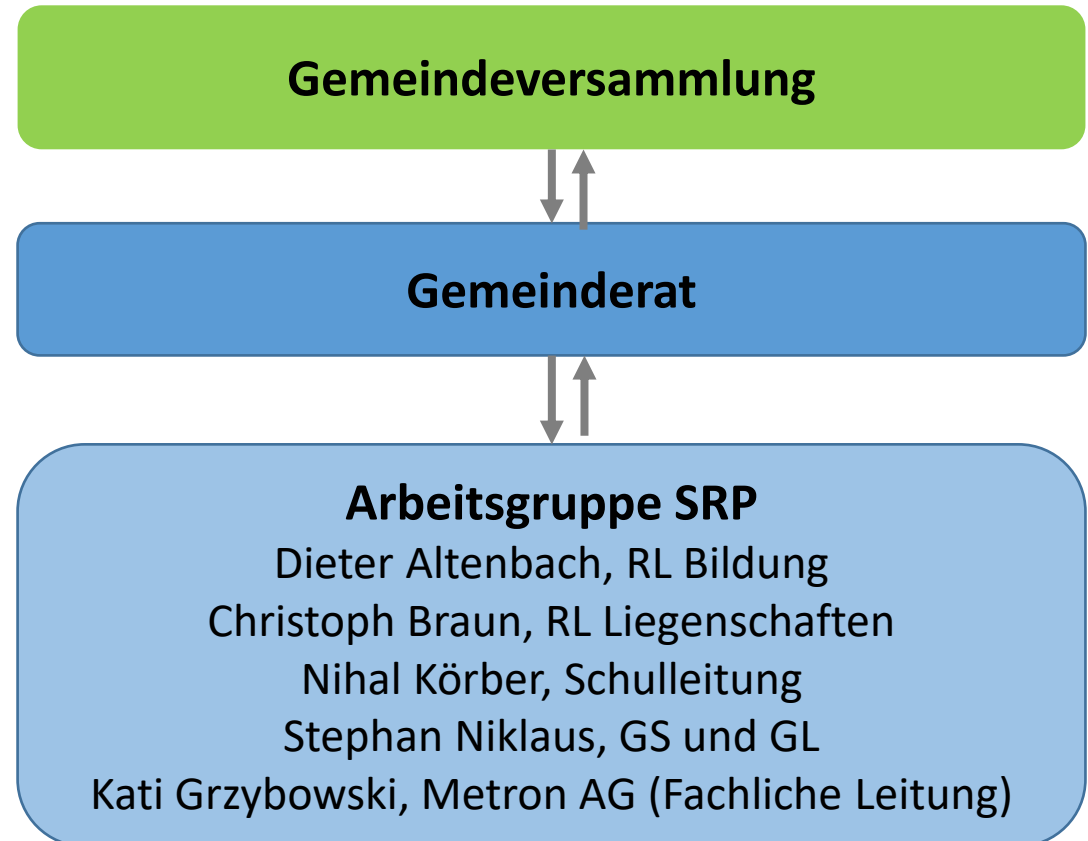 Gemeindeversammlung
Gemeinderat
Arbeitsgruppe SRP
Dieter Altenbach, RL Bildung
Christoph Braun, RL Liegenschaften
Nihal Körber, Schulleitung
Stephan Niklaus, GS und GL
Kati Grzybowski, Metron AG (Fachliche Leitung)